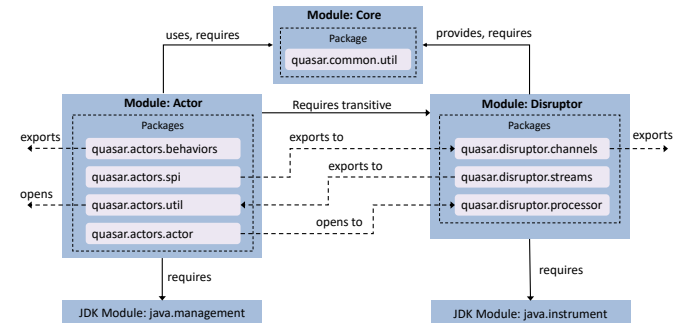 Module: Core
Package
quasar.common.util
uses, requires
provides, requires
Module: Actor
Requires transitive
Module: Disruptor
Packages
Packages
exports
quasar.actors.behaviors
exports to
quasar.disruptor.channels
exports
quasar.actors.spi
exports to
quasar.disruptor.streams
opens
quasar.actors.util
quasar.disruptor.processor
opens to
quasar.actors.actor
requires
requires
JDK Module: java.management
JDK Module: java.instrument